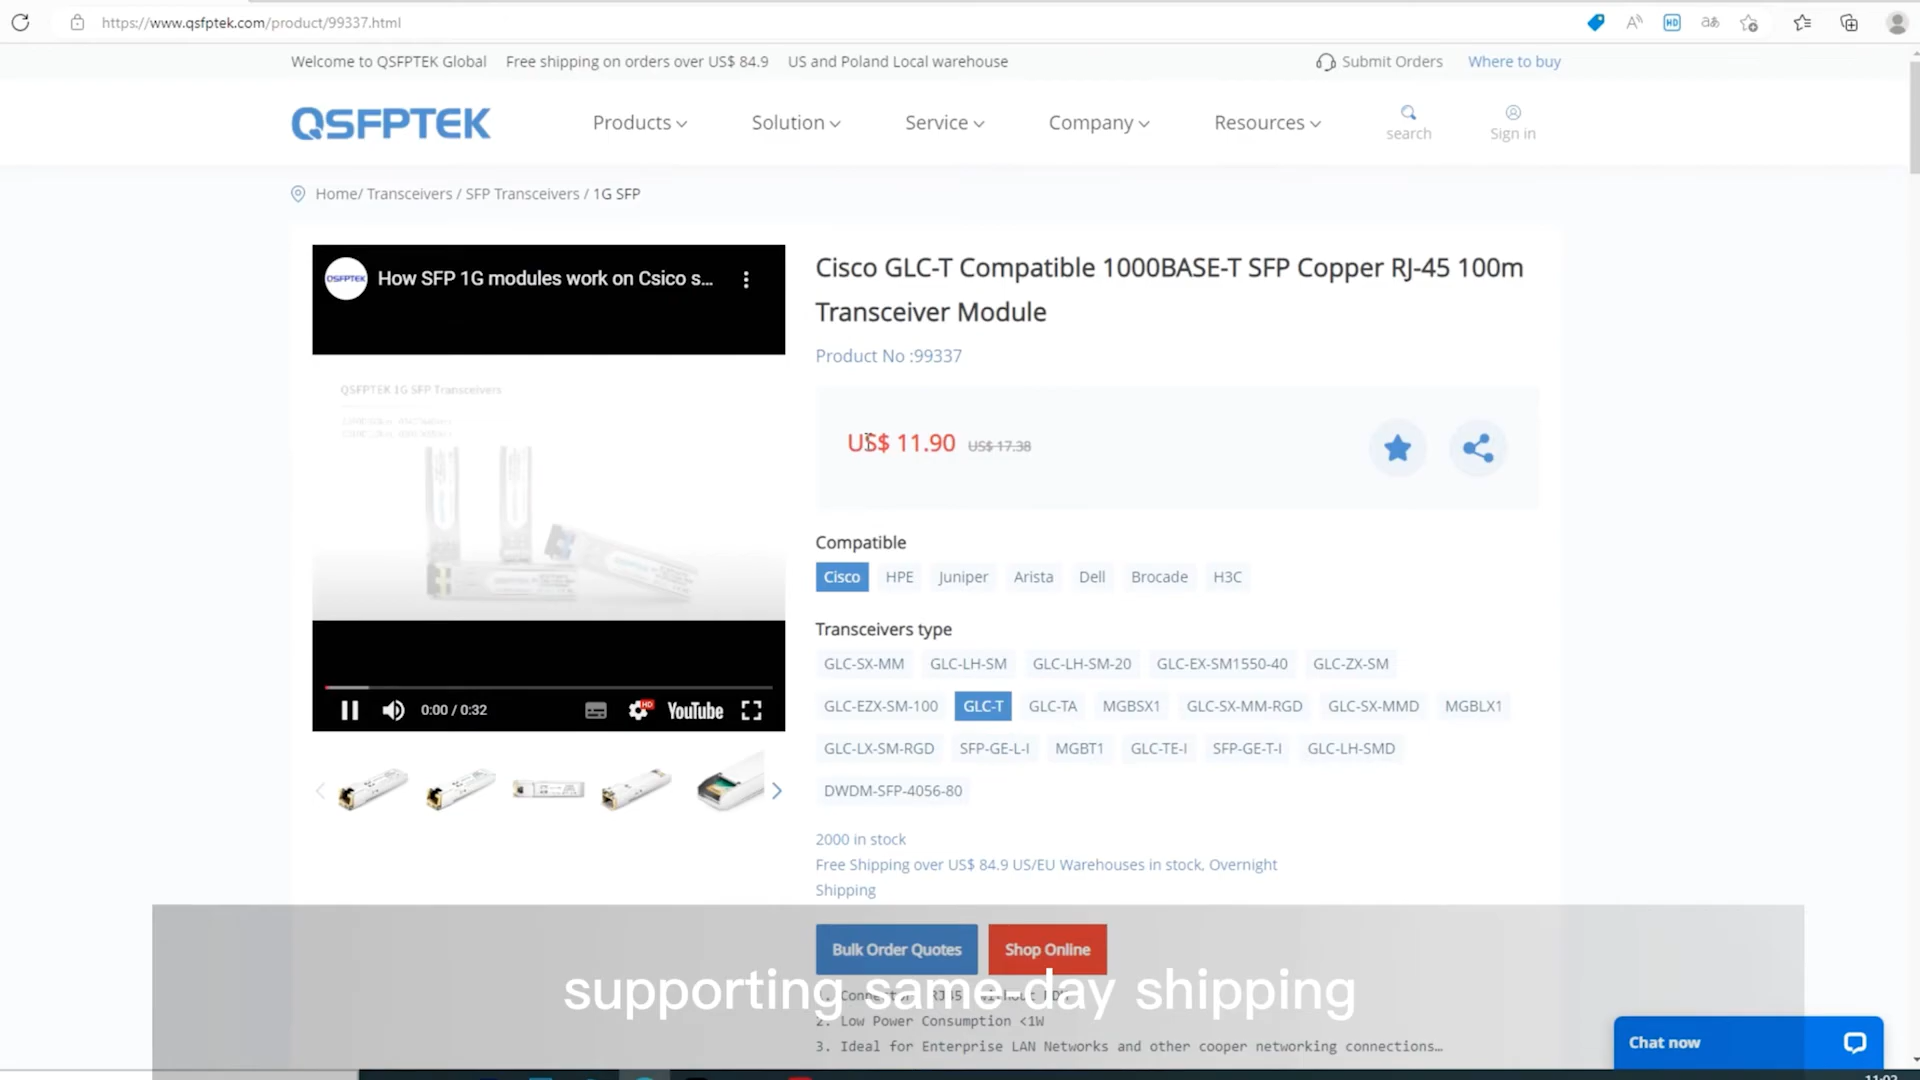 https://www.qsfptek.com/product/99337.html
Welcome to QSFPTEK Global Free shipping on orders over US$ 84.9 US and Poland Local warehouse Submit Orders Where to buy
QSFPTEK Products Solution Service Company Resources search Sign in
Home/ Transceivers / SFP Transceivers / 1G SFP
QSFPTEK How SFP 1G modules work on Csico s...
QSFPTEK 1G SFP Transceivers
0:00 / 0:32 HD YouTube
Cisco GLC-T Compatible 1000BASE-T SFP Copper RJ-45 100m
Transceiver Module
Product No :99337
US$ 11.90 US$ 17.38
Compatible
Cisco HPE Juniper Arista Dell Brocade H3C
Transceivers type
GLC-SX-MM GLC-LH-SM GLC-LH-SM-20 GLC-EX-SM1550-40 GLC-ZX-SM
GLC-EZX-SM-100 GLC-T GLC-TA MGBSX1 GLC-SX-MM-RGD GLC-SX-MMD MGBLX1
GLC-LX-SM-RGD SFP-GE-L-I MGBT1 GLC-TE-I SFP-GE-T-I GLC-LH-SMD
DWDM-SFP-4056-80
2000 in stock
Free Shipping over US$ 84.9 US/EU Warehouses in stock, Overnight
Shipping
Bulk Order Quotes Shop Online
supporting same-day shipping
2. Low Power Consumption <1W
3. Ideal for Enterprise LAN Networks and other cooper networking connections…
Chat now